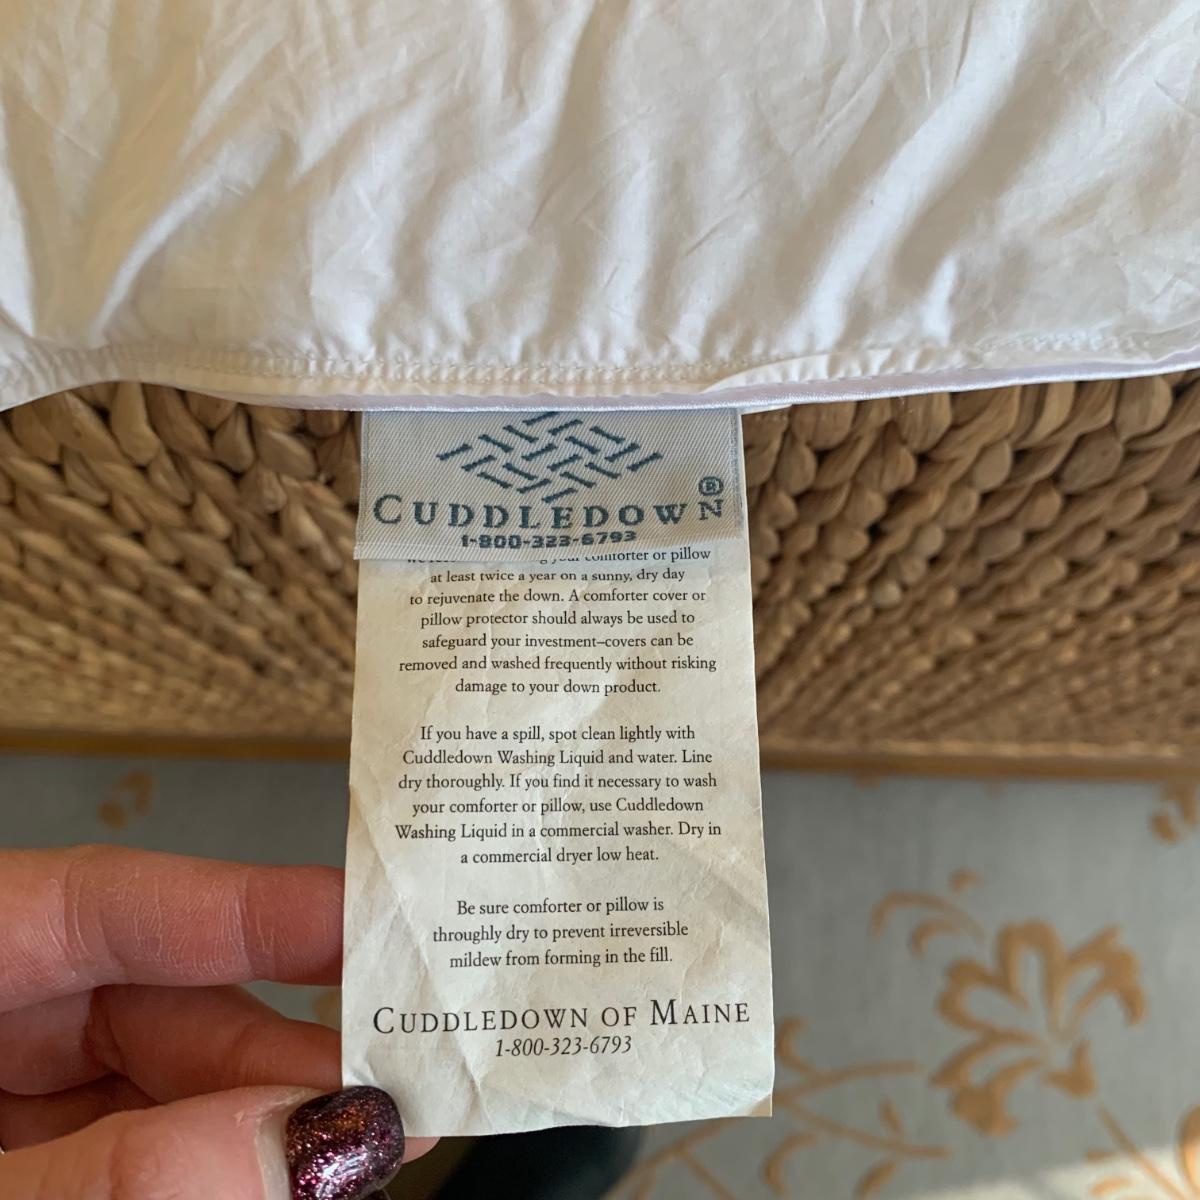 CUDDLEDOWN®
1-800-323-6793
comforter or pillow
at least twice a year on a sunny, dry day
to rejuvenate the down. A comforter cover or
pillow protector should always be used to
safeguard your investment–covers can be
removed and washed frequently without risking
damage to your down product.
If you have a spill, spot clean lightly with
Cuddledown Washing Liquid and water. Line
dry thoroughly. If you find it necessary to wash
your comforter or pillow, use Cuddledown
Washing Liquid in a commercial washer. Dry in
a commercial dryer low heat.
Be sure comforter or pillow is
throughly dry to prevent irreversible
mildew from forming in the fill.
CUDDLEDOWN OF MAINE
1-800-323-6793